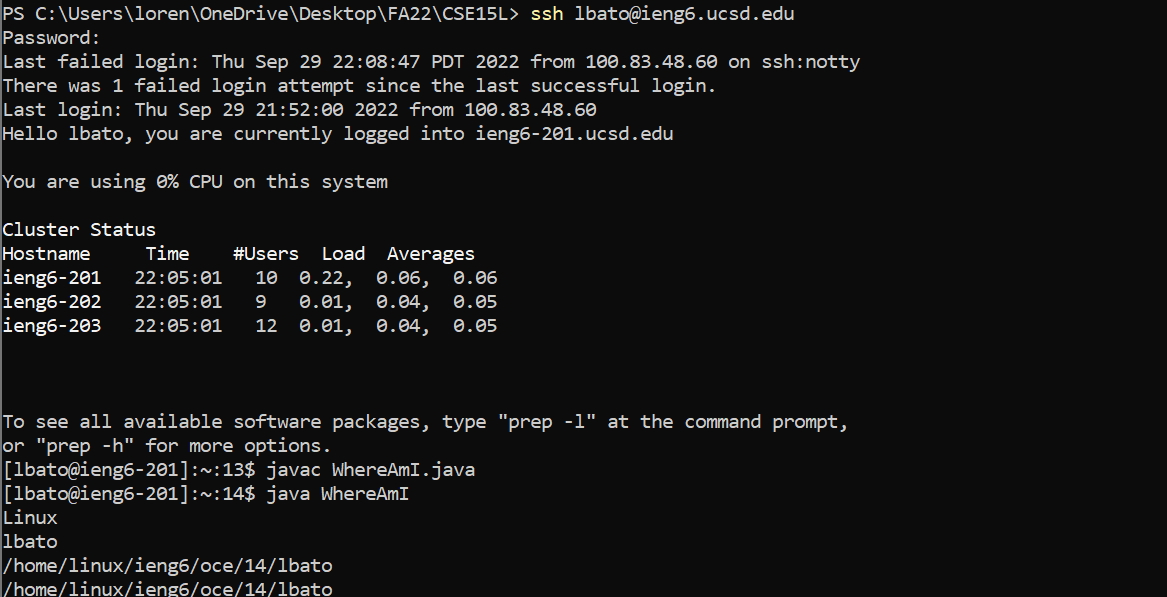 PS C:\Users\loren\OneDrive\Desktop\FA22\CSE15L> ssh lbato@ieng6.ucsd.edu
Password:
Last failed login: Thu Sep 29 22:08:47 PDT 2022 from 100.83.48.60 on ssh:notty
There was 1 failed login attempt since the last successful login.
Last login: Thu Sep 29 21:52:00 2022 from 100.83.48.60
Hello lbato, you are currently logged into ieng6-201.ucsd.edu
You are using 0% CPU on this system
Cluster Status
Hostname     Time    #Users  Load  Averages
ieng6-201   22:05:01   10  0.22,  0.06,  0.06
ieng6-202   22:05:01   9   0.01,  0.04,  0.05
ieng6-203   22:05:01   12  0.01,  0.04,  0.05
To see all available software packages, type "prep -l" at the command prompt,
or "prep -h" for more options.
[lbato@ieng6-201]:~:13$ javac WhereAmI.java
[lbato@ieng6-201]:~:14$ java WhereAmI
Linux
lbato
/home/linux/ieng6/oce/14/lbato
/home/linux/ieng6/oce/14/lbato